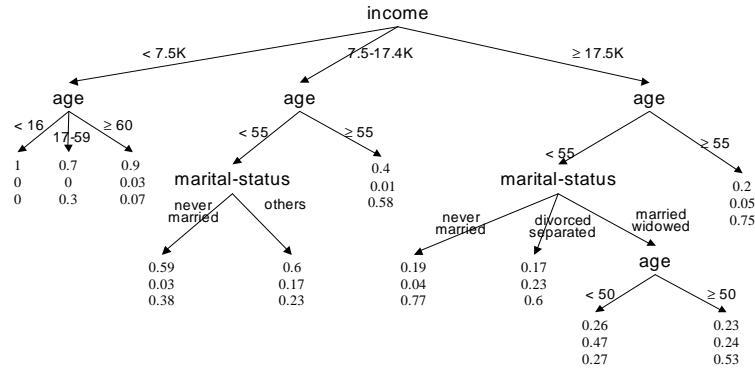 income
< 7.5K
7.5-17.4K
≥ 17.5K
age
age
age
< 16
17-59
≥ 60
< 55
≥ 55
< 55
≥ 55
1
0
0
0.7
0
0.3
0.9
0.03
0.07
marital-status
0.4
0.01
0.58
marital-status
0.2
0.05
0.75
never
married
others
never
married
divorced
separated
married
widowed
0.59
0.03
0.38
0.6
0.17
0.23
0.19
0.04
0.77
0.17
0.23
0.6
age
< 50
≥ 50
0.26
0.47
0.27
0.23
0.24
0.53